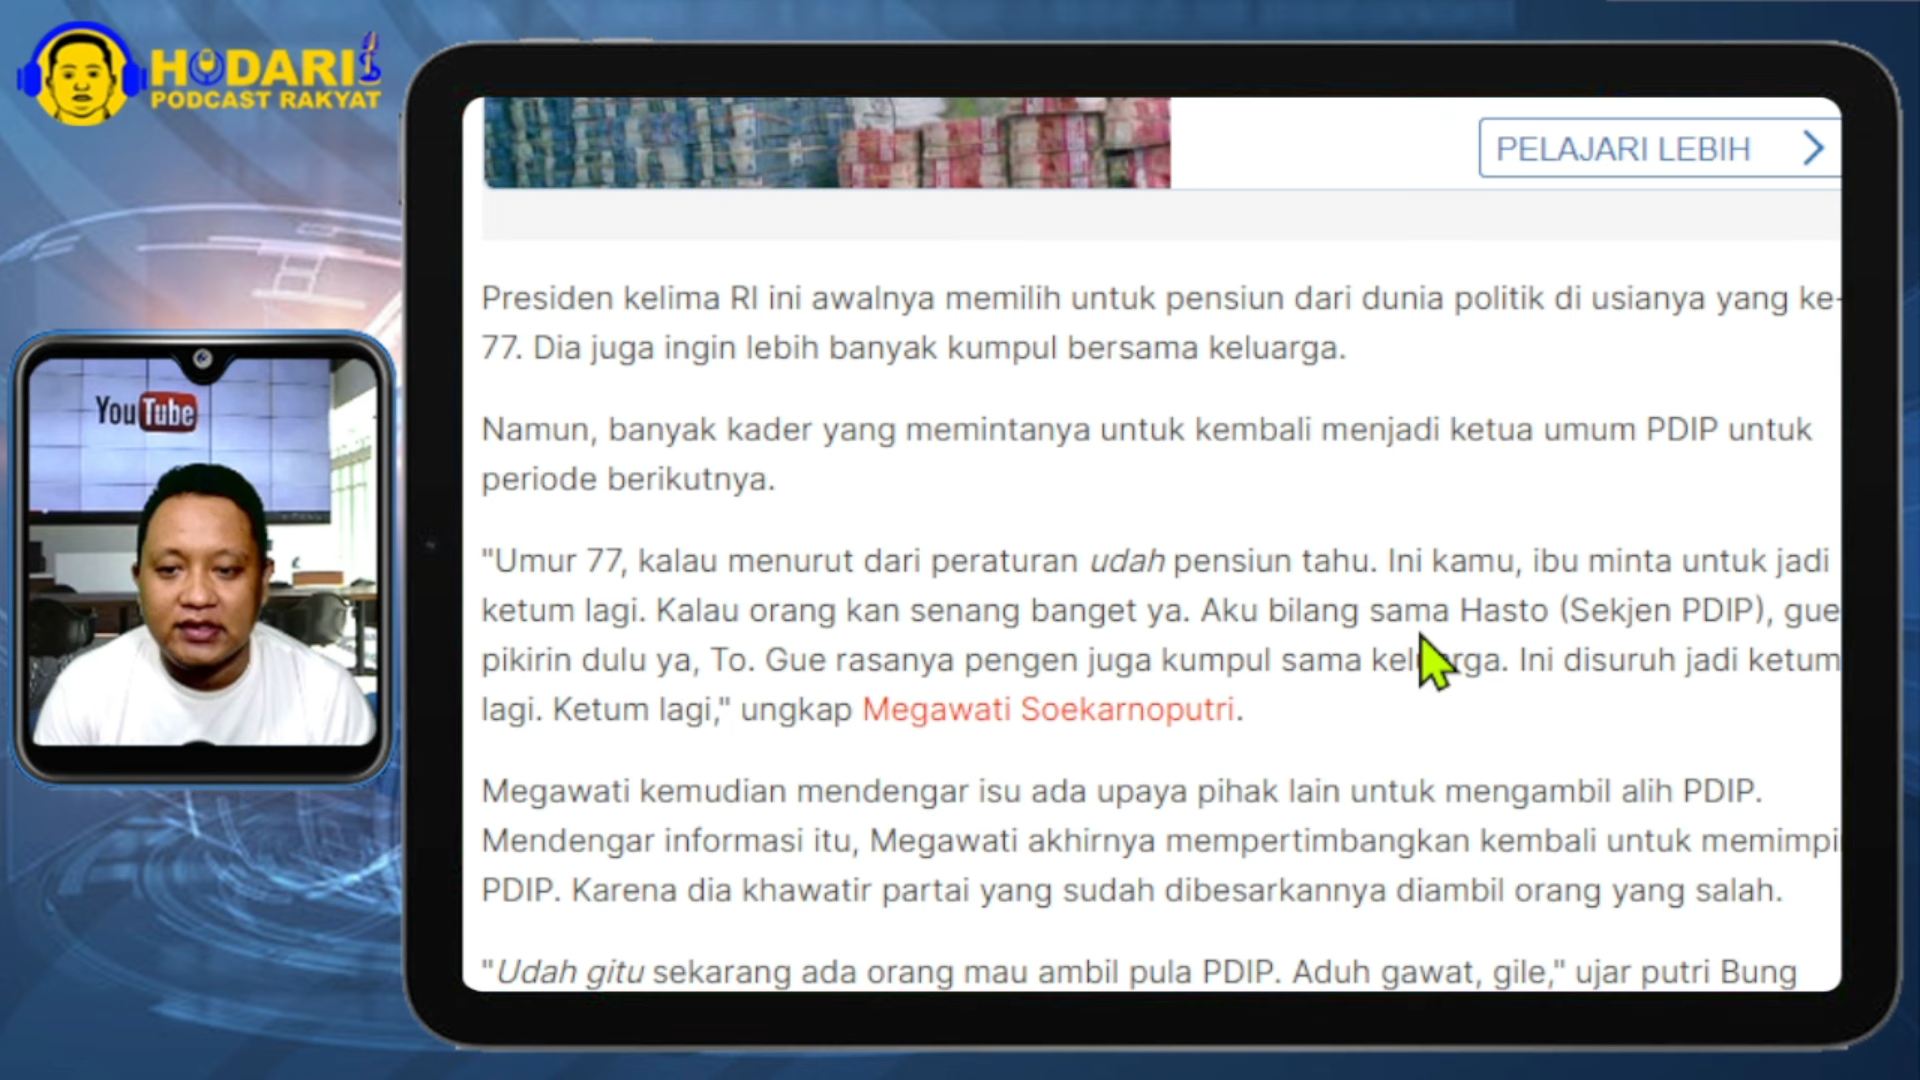 HODARI
PODCAST RAKYAT
YouTube
PELAJARI LEBIH
Presiden kelima RI ini awalnya memilih untuk pensiun dari dunia politik di usianya yang ke-
77. Dia juga ingin lebih banyak kumpul bersama keluarga.
Namun, banyak kader yang memintanya untuk kembali menjadi ketua umum PDIP untuk
periode berikutnya.
"Umur 77, kalau menurut dari peraturan udah pensiun tahu. Ini kamu, ibu minta untuk jadi
ketum lagi. Kalau orang kan senang banget ya. Aku bilang sama Hasto (Sekjen PDIP), gue
pikirin dulu ya, To. Gue rasanya pengen juga kumpul sama keluarga. Ini disuruh jadi ketum
lagi. Ketum lagi," ungkap Megawati Soekarnoputri.
Megawati kemudian mendengar isu ada upaya pihak lain untuk mengambil alih PDIP.
Mendengar informasi itu, Megawati akhirnya mempertimbangkan kembali untuk memimpi
PDIP. Karena dia khawatir partai yang sudah dibesarkannya diambil orang yang salah.
"Udah gitu sekarang ada orang mau ambil pula PDIP. Aduh gawat, gile," ujar putri Bung